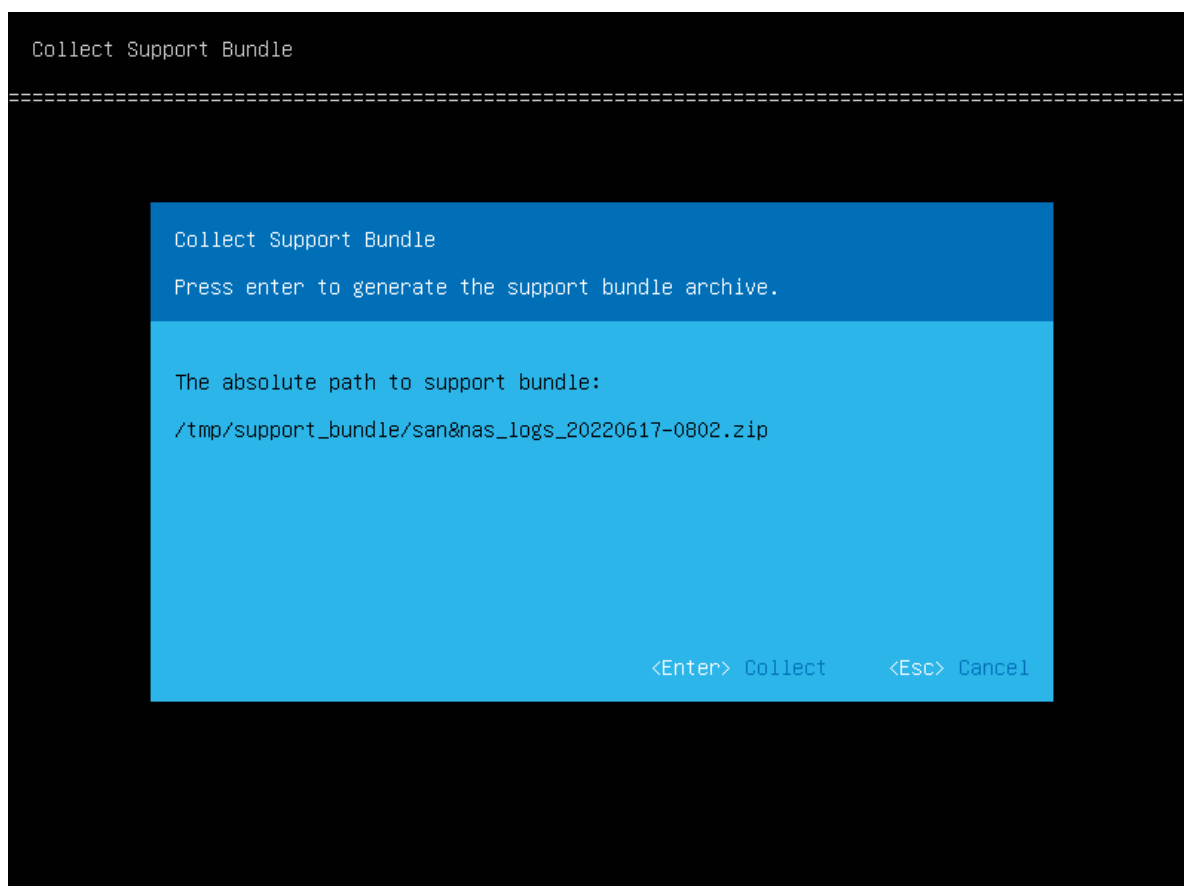 Collect Support Bundle
==================================================================================================
Collect Support Bundle
Press enter to generate the support bundle archive.
The absolute path to support bundle:
/tmp/support_bundle/san&nas_logs_20220617-0802.zip
<Enter> Collect <Esc> Cancel